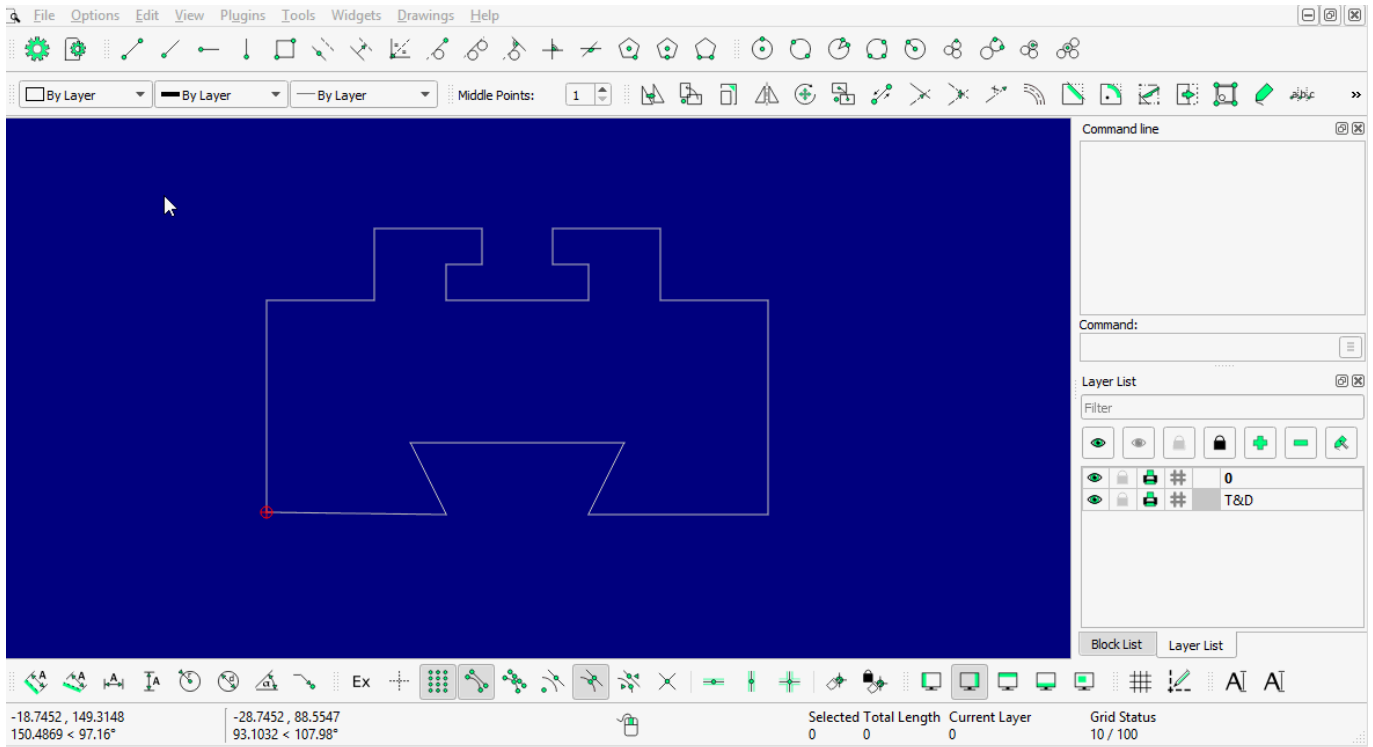 File Options Edit View Plugins Tools Widgets Drawings Help
By Layer By Layer By Layer Middle Points: 1 abc »
Command line
Command:
Layer List
Filter
0
T&D
Block List Layer List
A A A A α Ex A A
-18.7452 , 149.3148 -28.7452 , 88.5547 Selected Total Length Current Layer Grid Status
150.4869 < 97.16° 93.1032 < 107.98° 0 0 0 10 / 100